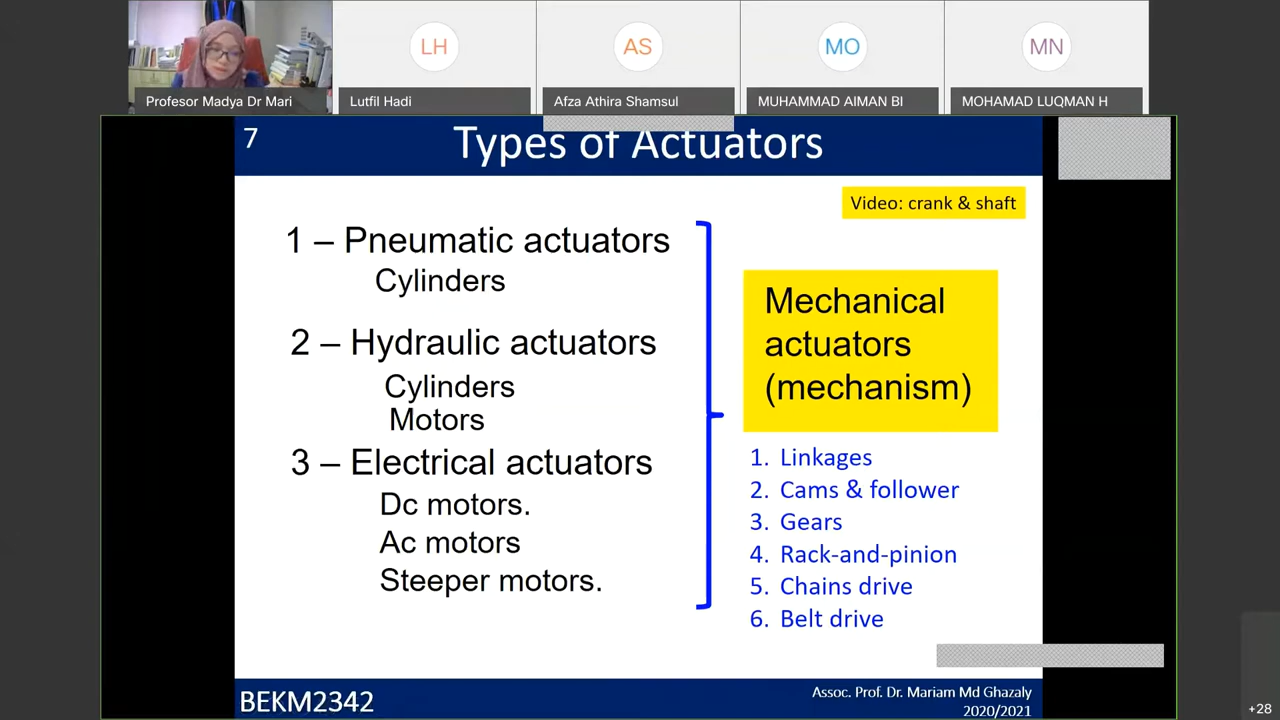 LH
AS
MO
MN
Profesor Madya Dr Mari
Lutfil Hadi
Afza Athira Shamsul
MUHAMMAD AIMAN BI
MOHAMAD LUQMAN H
7
Types of Actuators
Video: crank & shaft
1 – Pneumatic actuators
Cylinders
2 – Hydraulic actuators
Cylinders
Motors
3 – Electrical actuators
Dc motors.
Ac motors
Steeper motors.
Mechanical
actuators
(mechanism)
1. Linkages
2. Cams & follower
3. Gears
4. Rack-and-pinion
5. Chains drive
6. Belt drive
BEKM2342
Assoc. Prof. Dr. Mariam Md Ghazaly
2020/2021
+28